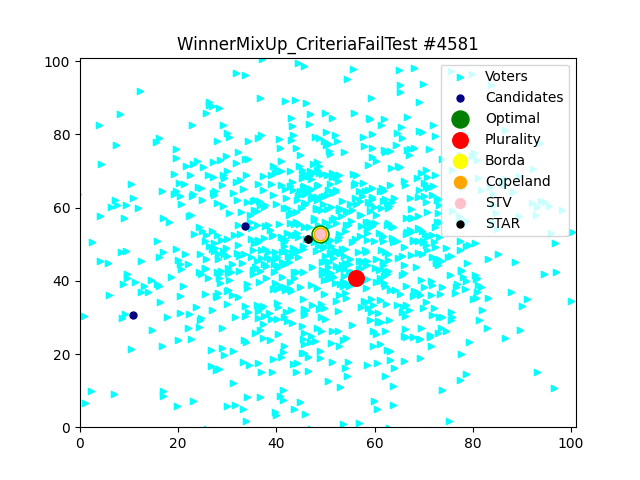 WinnerMixUp_CriteriaFailTest #4581
100
80
60
40
20
0
0
20
40
60
80
100
Voters
Candidates
Optimal
Plurality
Borda
Copeland
STV
STAR